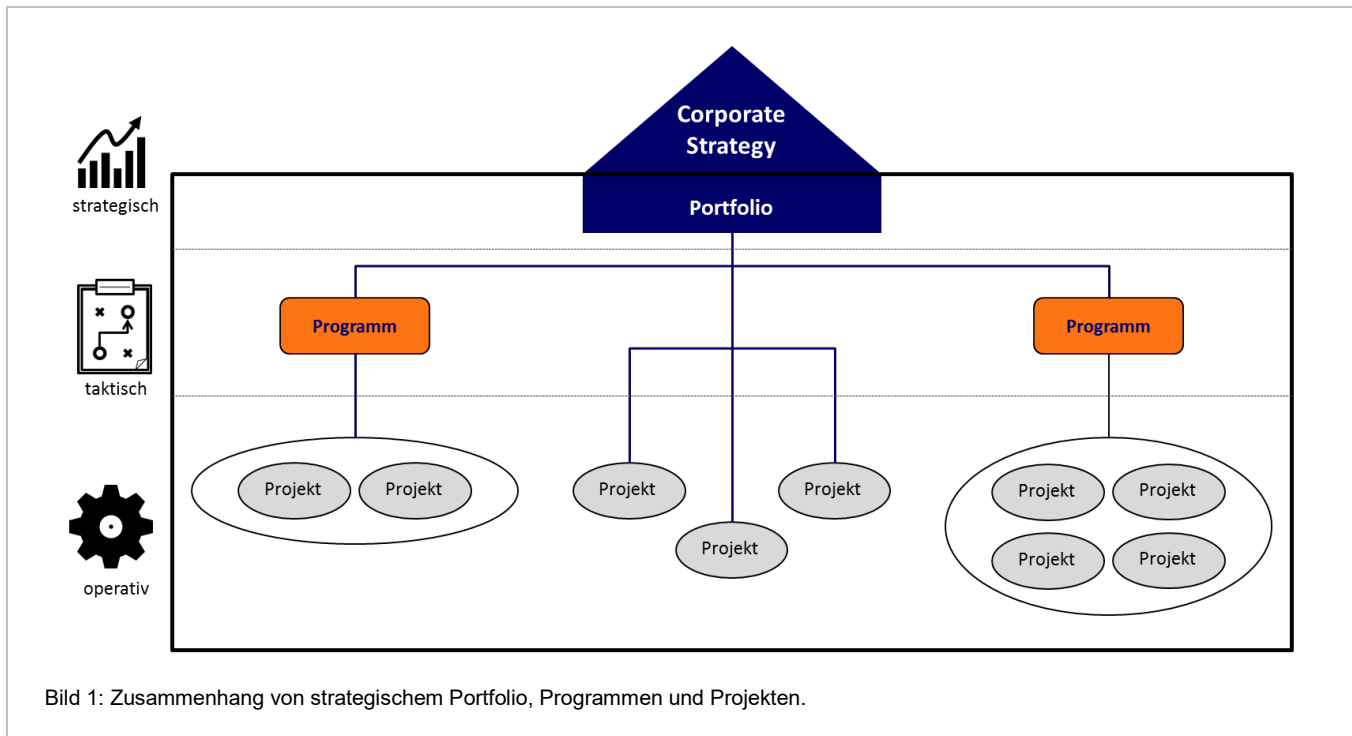 Corporate
Strategy
strategisch
Portfolio
Programm
Programm
taktisch
Projekt
Projekt
Projekt
Projekt
Projekt
Projekt
Projekt
Projekt
Projekt
operativ
Bild 1: Zusammenhang von strategischem Portfolio, Programmen und Projekten.